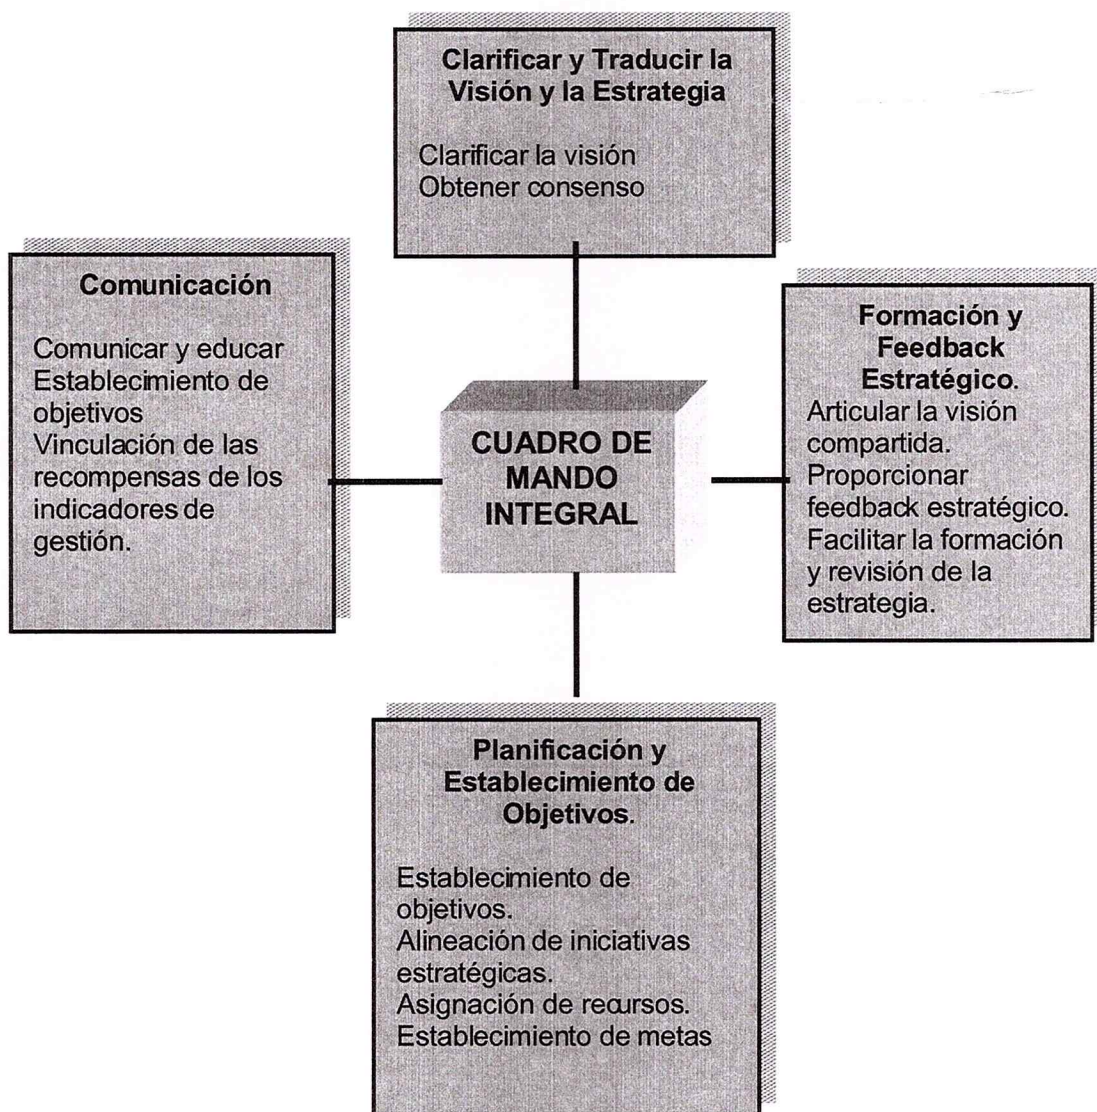 Clarificar y Traducir la
Visión y la Estrategia
Clarificar la visión
Obtener consenso
Comunicación
Comunicar y educar
Establecimiento de
objetivos
Vinculación de las
recompensas de los
indicadores de
gestión.
CUADRO DE
MANDO
INTEGRAL
Formación y
Feedback
Estratégico.
Articular la visión
compartida.
Proporcionar
feedback estratégico.
Facilitar la formación
y revisión de la
estrategia.
Planificación y
Establecimiento de
Objetivos.
Establecimiento de
objetivos.
Alineación de iniciativas
estratégicas.
Asignación de recursos.
Establecimiento de metas